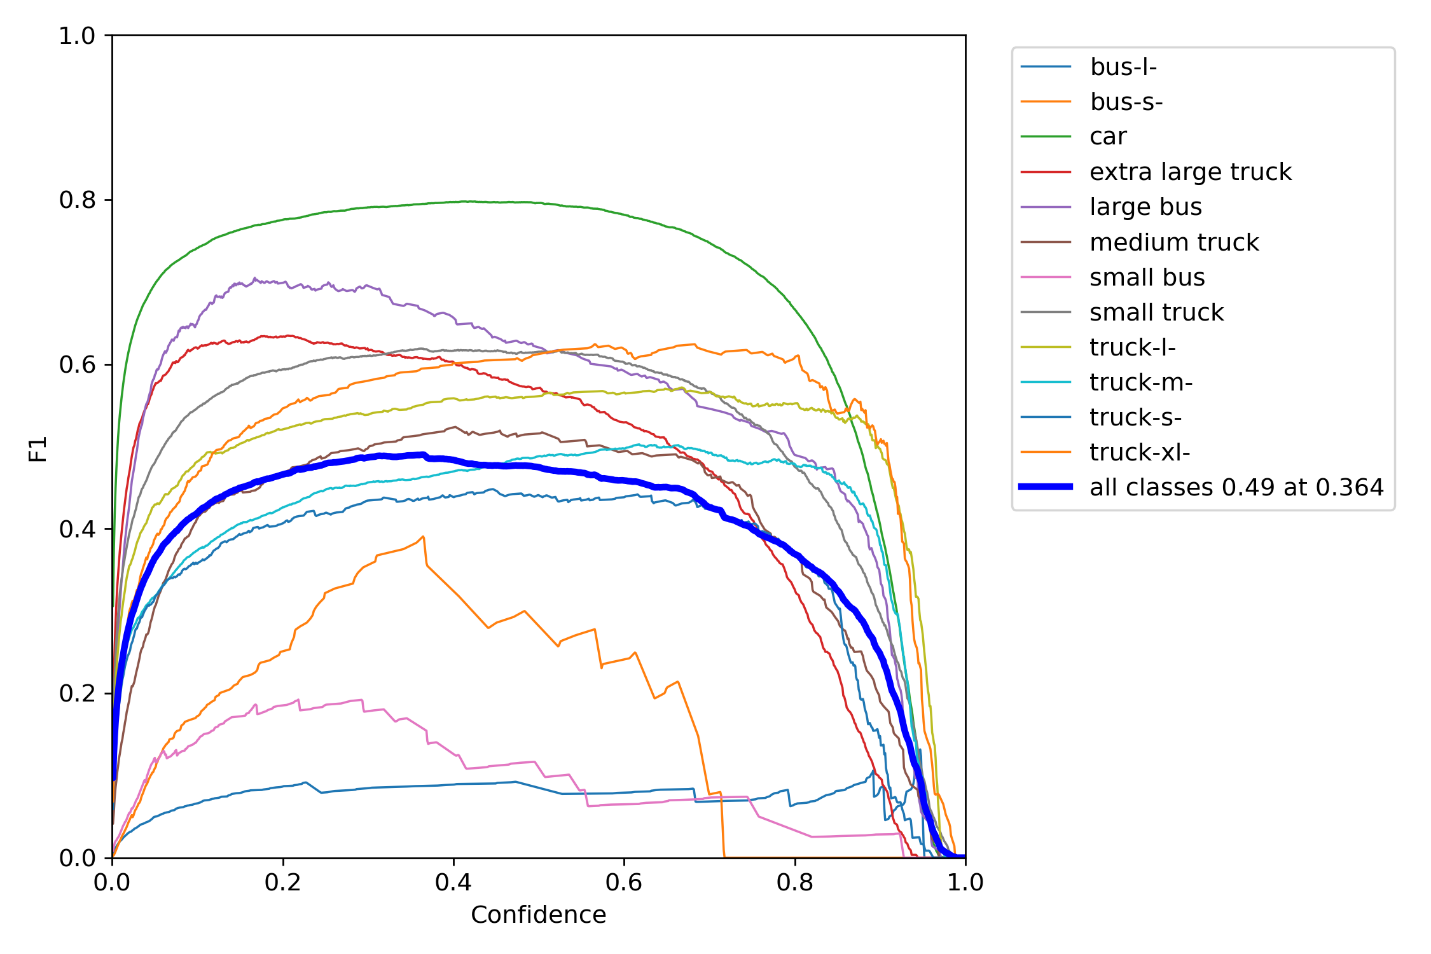 1.0
0.8
0.6
0.4
0.2
0.0
F1
0.0 0.2 0.4 0.6 0.8 1.0
Confidence
bus-l-
bus-s-
car
extra large truck
large bus
medium truck
small bus
small truck
truck-l-
truck-m-
truck-s-
truck-xl-
all classes 0.49 at 0.364